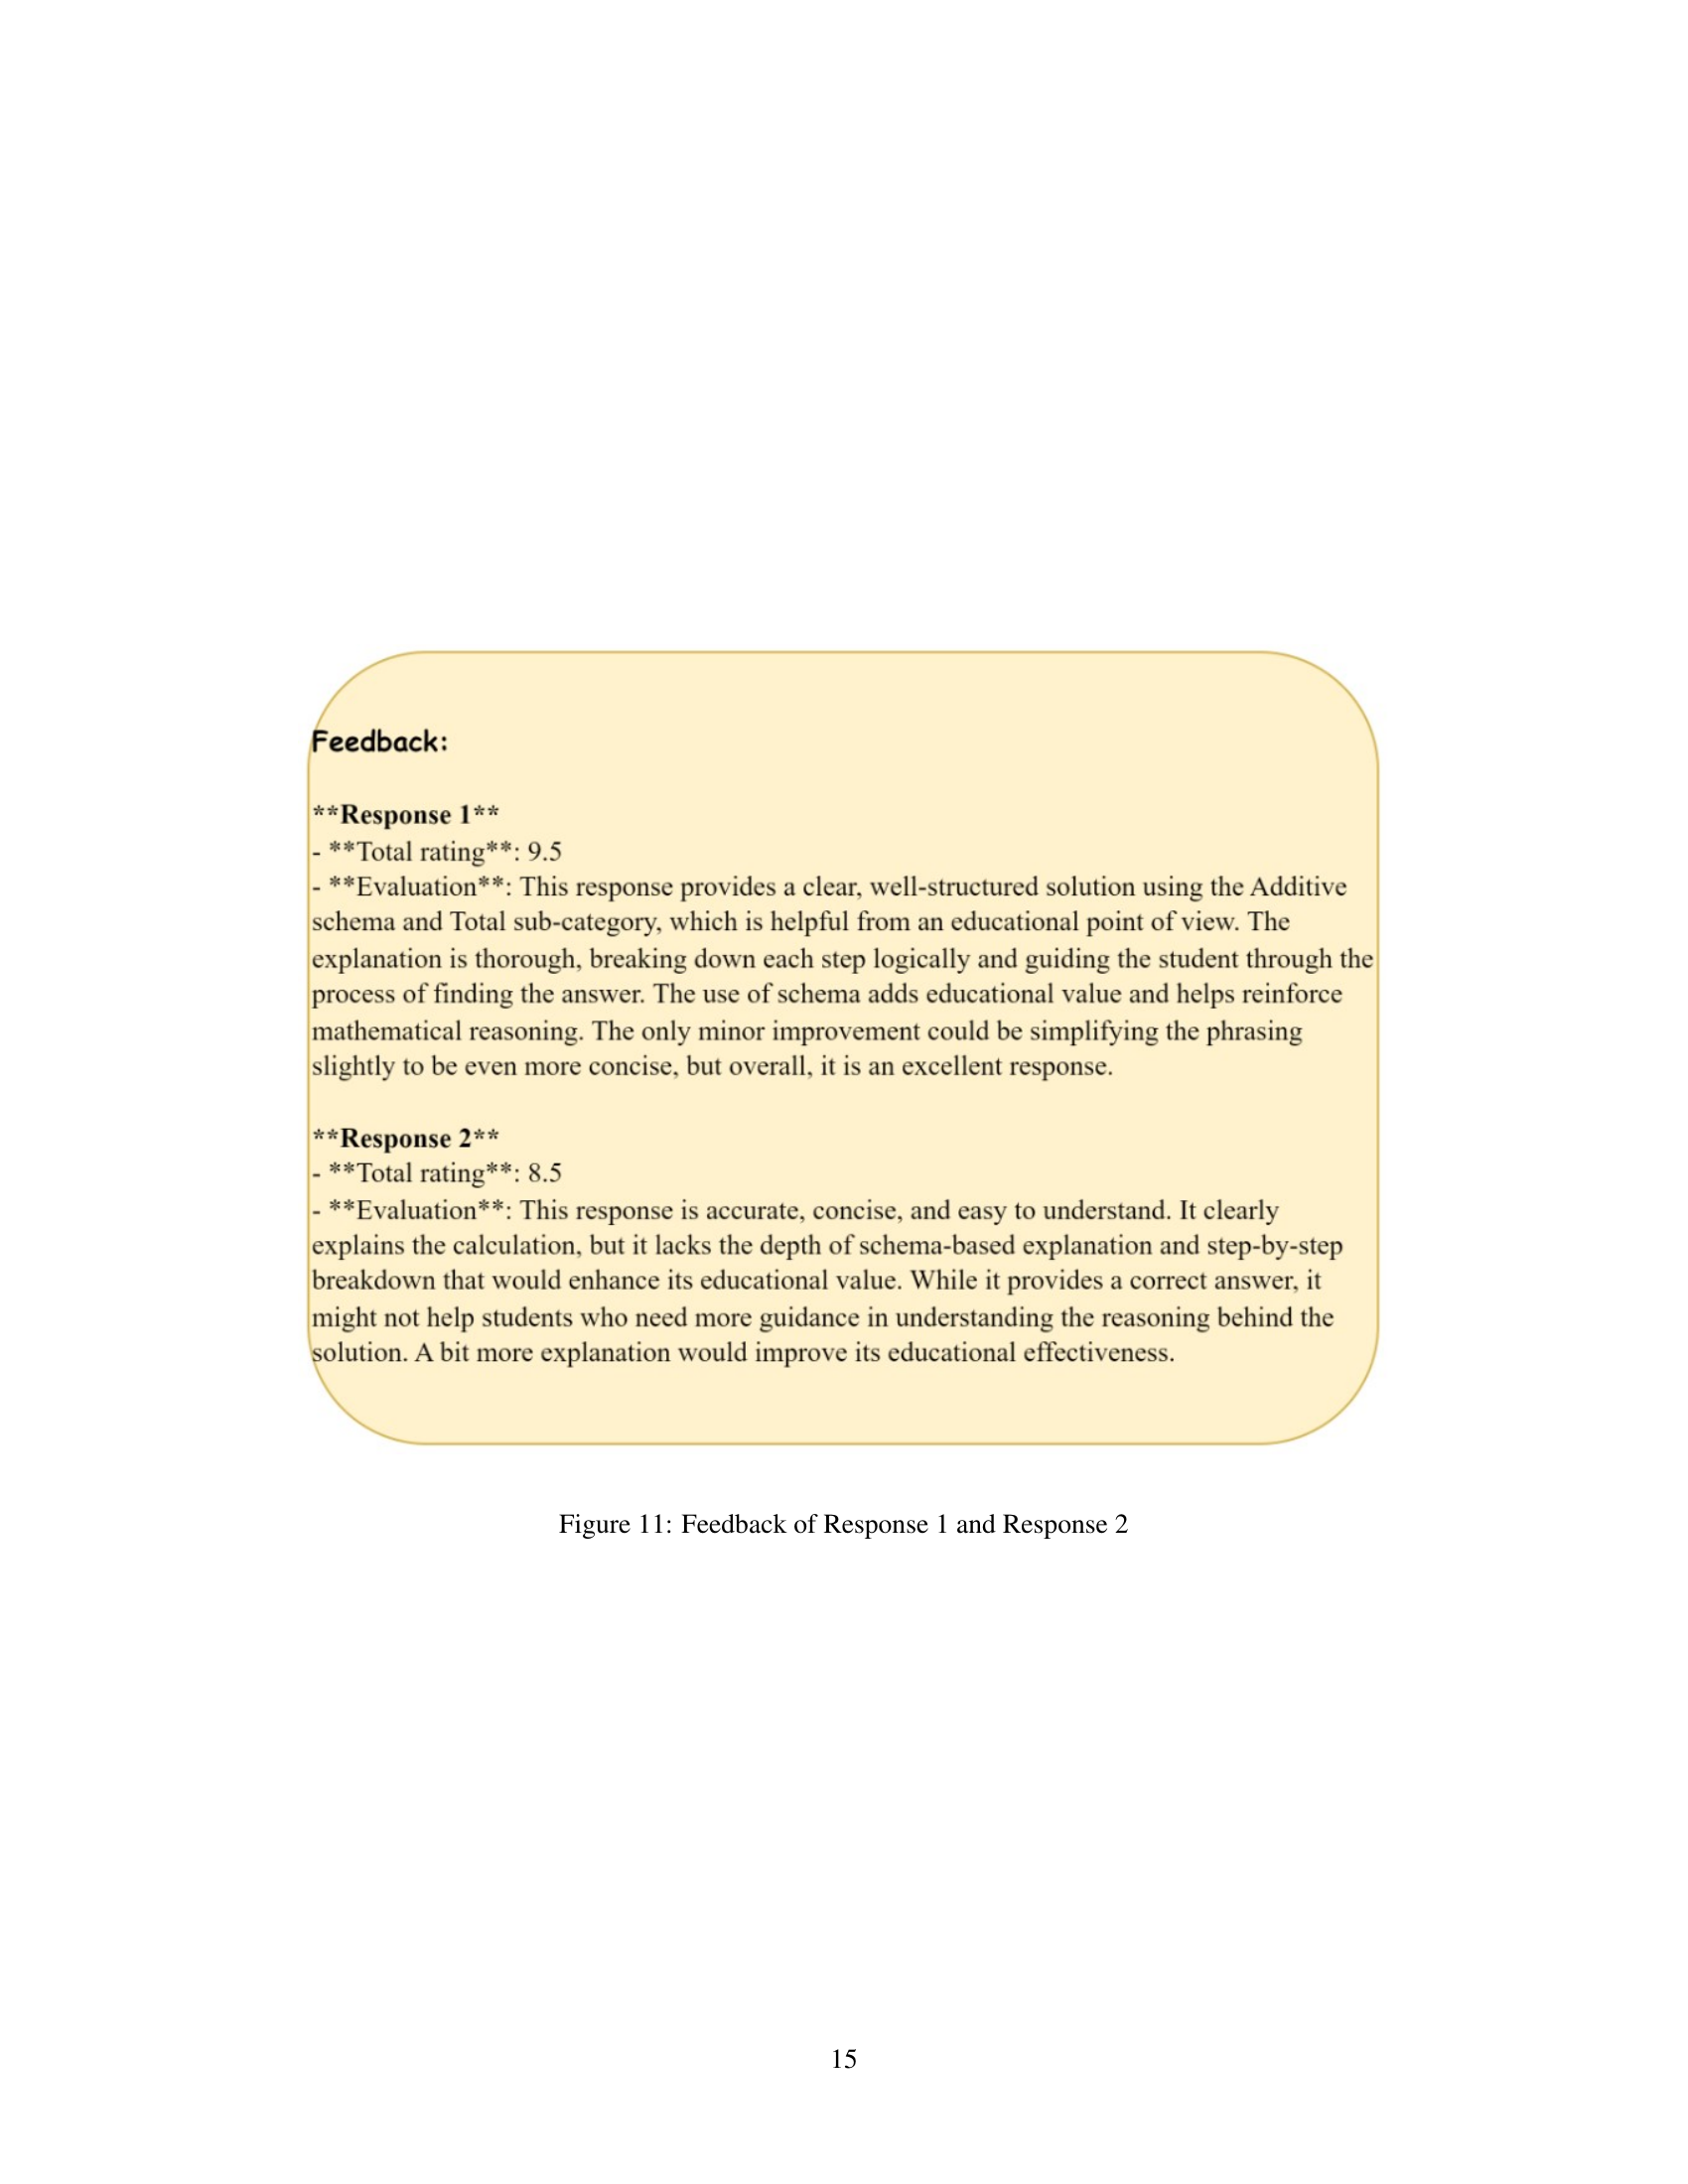 Feedback:
**Response 1**
- **Total rating**: 9.5
- **Evaluation**: This response provides a clear, well-structured solution using the Additive
schema and Total sub-category, which is helpful from an educational point of view. The
explanation is thorough, breaking down each step logically and guiding the student through the
process of finding the answer. The use of schema adds educational value and helps reinforce
mathematical reasoning. The only minor improvement could be simplifying the phrasing
slightly to be even more concise, but overall, it is an excellent response.
**Response 2**
- **Total rating**: 8.5
- **Evaluation**: This response is accurate, concise, and easy to understand. It clearly
explains the calculation, but it lacks the depth of schema-based explanation and step-by-step
breakdown that would enhance its educational value. While it provides a correct answer, it
might not help students who need more guidance in understanding the reasoning behind the
solution. A bit more explanation would improve its educational effectiveness.
Figure 11: Feedback of Response 1 and Response 2
15